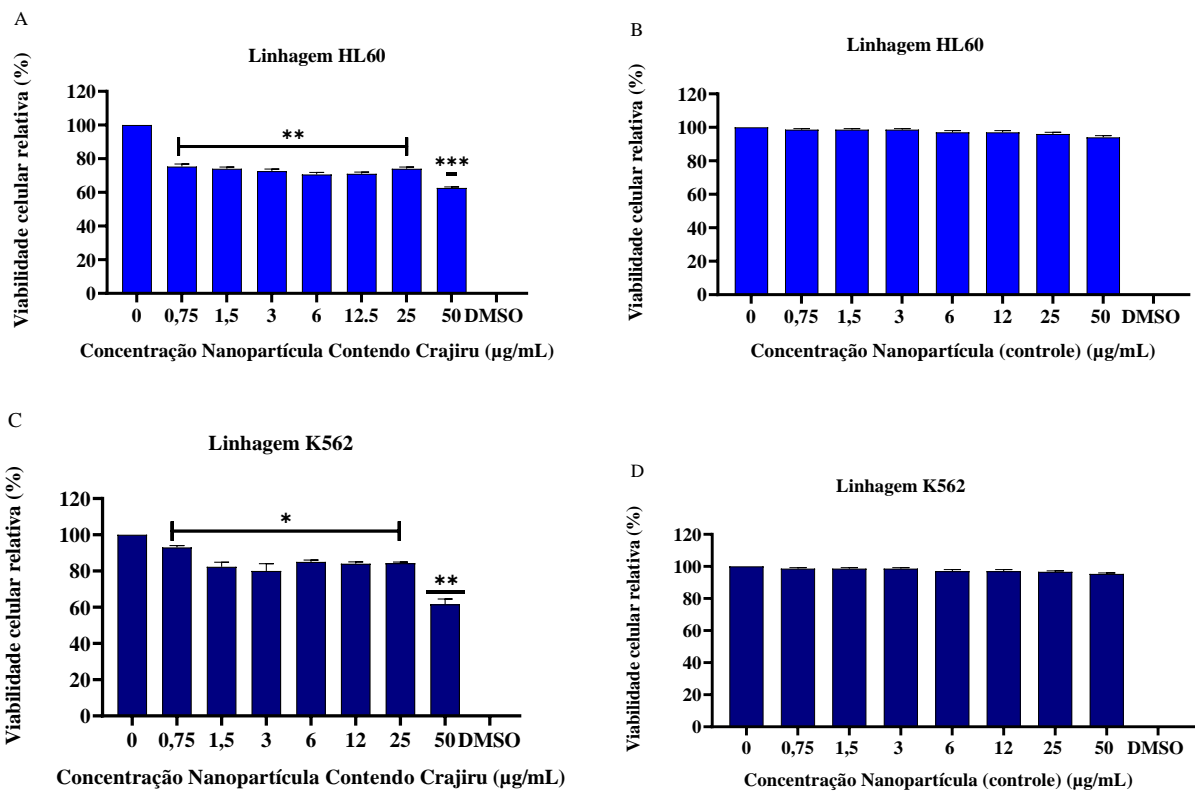 A
Linhagem HL60
Viabilidade celular relativa (%)
120
100
80
60
40
20
0
**
***
0 0,75 1,5 3 6 12.5 25 50 DMSO
Concentração Nanopartícula Contendo Crajiru (µg/mL)
B
Linhagem HL60
Viabilidade celular relativa (%)
120
100
80
60
40
20
0
0 0,75 1,5 3 6 12 25 50 DMSO
Concentração Nanopartícula (controle) (µg/mL)
C
Linhagem K562
Viabilidade celular relativa (%)
120
100
80
60
40
20
0
*
**
0 0,75 1,5 3 6 12 25 50 DMSO
Concentração Nanopartícula Contendo Crajiru (µg/mL)
D
Linhagem K562
Viabilidade celular relativa (%)
120
100
80
60
40
20
0
0 0,75 1,5 3 6 12 25 50 DMSO
Concentração Nanopartícula (controle) (µg/mL)